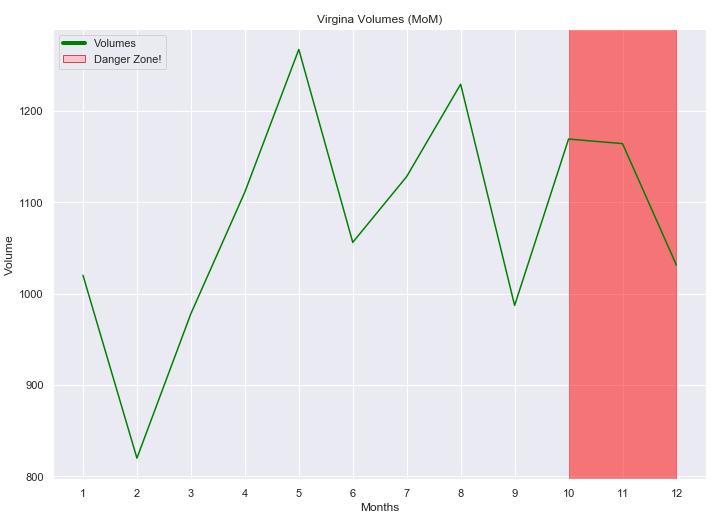 Virgina Volumes (MoM)
Volumes
Danger Zone!
1200
1100
1000
900
800
Volume
1 2 3 4 5 6 7 8 9 10 11 12
Months